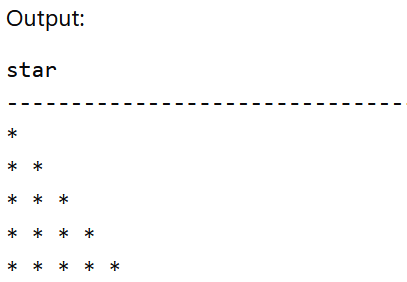 Output:
star
--------------------------------
*
* *
* * *
* * * *
* * * * *